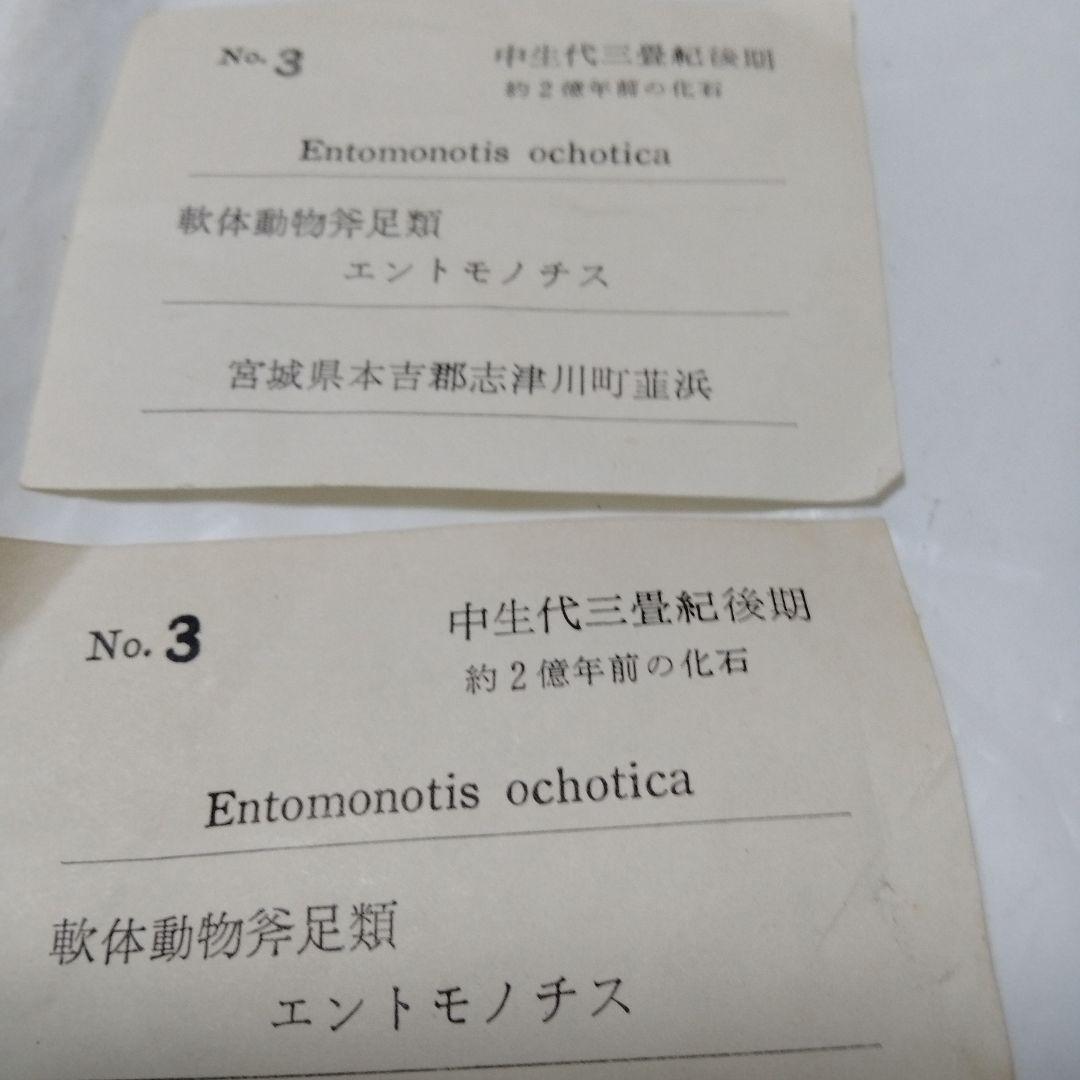 No. 3
中生代三畳紀後期
約2億年前の化石
Entomonotis ochotica
軟体動物斧足類
エントモノチス
宮城県本吉郡志津川町韮浜
No. 3
中生代三畳紀後期
約2億年前の化石
Entomonotis ochotica
軟体動物斧足類
エントモノチス